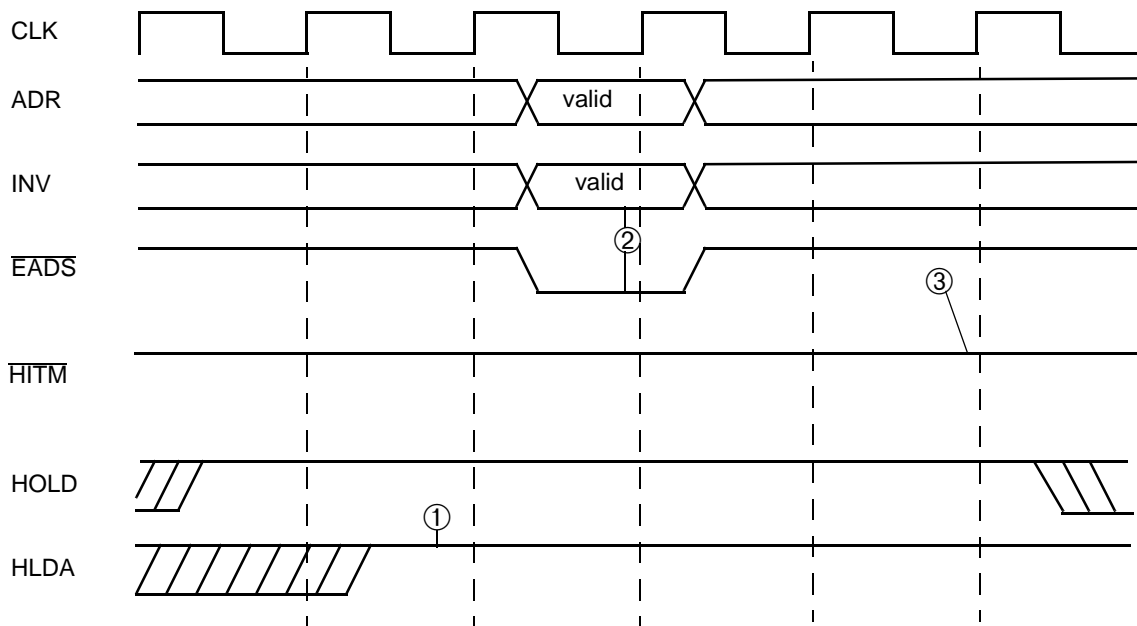 CLK
ADR
valid
INV
valid
②
EADS
③
HITM
HOLD
①
HLDA